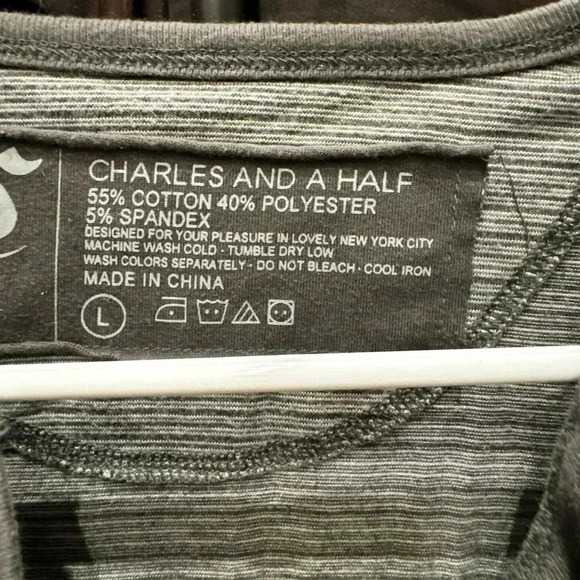 CHARLES AND A HALF
55% COTTON 40% POLYESTER
5% SPANDEX
DESIGNED FOR YOUR PLEASURE IN LOVELY NEW YORK CITY
MACHINE WASH COLD · TUMBLE DRY LOW
WASH COLORS SEPARATELY · DO NOT BLEACH · COOL IRON
MADE IN CHINA
L